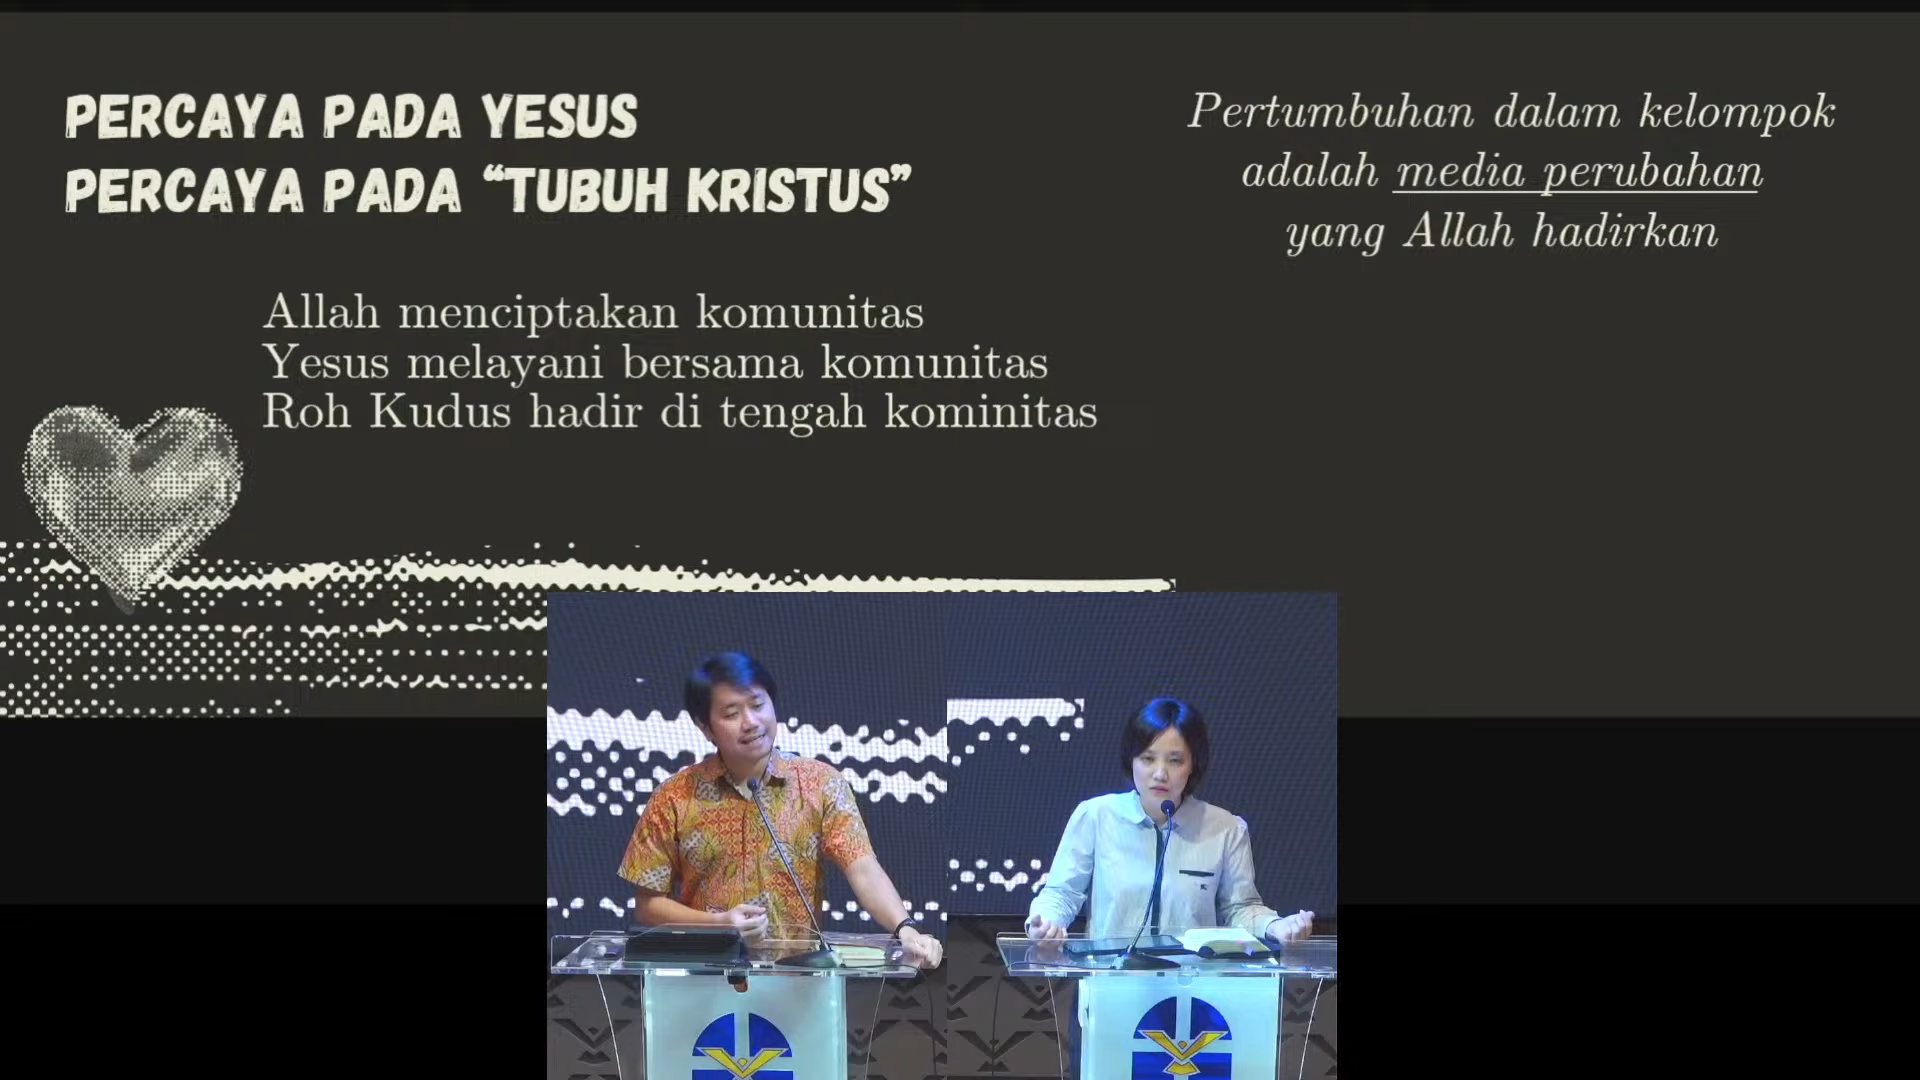 PERCAYA PADA YESUS
PERCAYA PADA “TUBUH KRISTUS”
Pertumbuhan dalam kelompok
adalah media perubahan
yang Allah hadirkan
Allah menciptakan komunitas
Yesus melayani bersama komunitas
Roh Kudus hadir di tengah kominitas